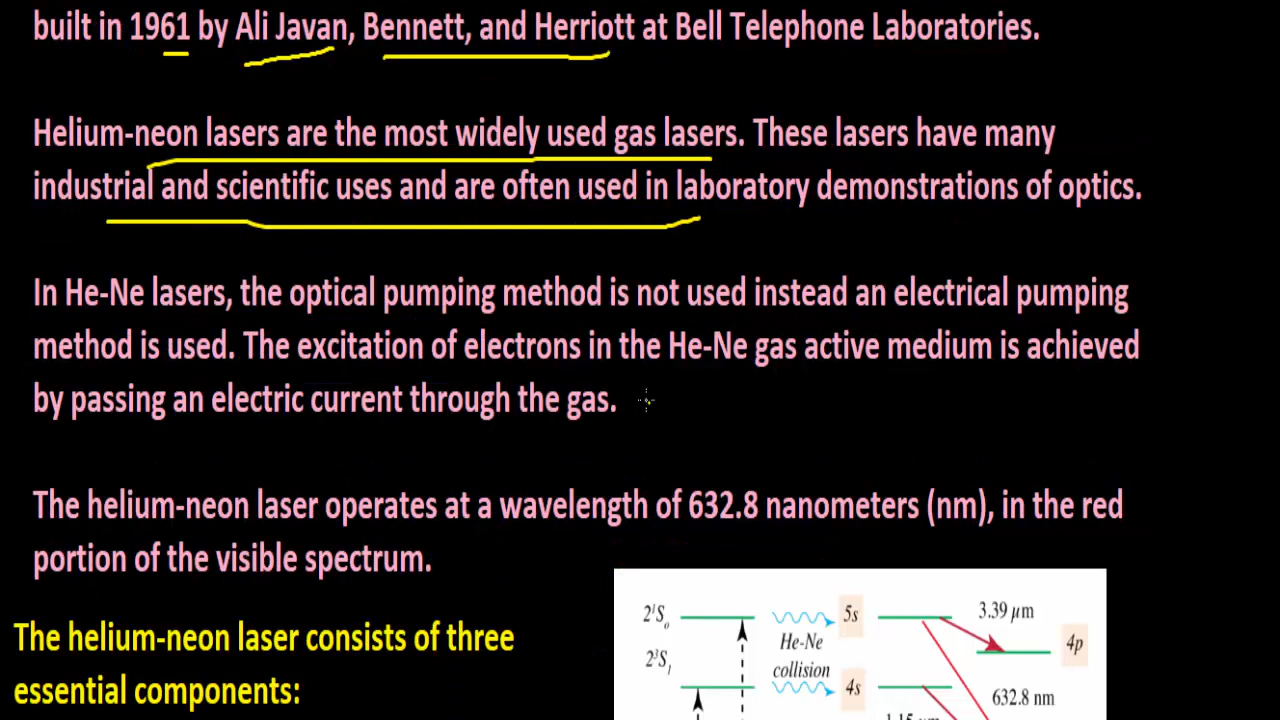 built in 1961 by Ali Javan, Bennett, and Herriott at Bell Telephone Laboratories.
Helium-neon lasers are the most widely used gas lasers. These lasers have many
industrial and scientific uses and are often used in laboratory demonstrations of optics.
In He-Ne lasers, the optical pumping method is not used instead an electrical pumping
method is used. The excitation of electrons in the He-Ne gas active medium is achieved
by passing an electric current through the gas.
The helium-neon laser operates at a wavelength of 632.8 nanometers (nm), in the red
portion of the visible spectrum.
The helium-neon laser consists of three
essential components:
2¹S₀
5s
3.39 μm
He-Ne
4p
2³S₁
collision
4s
632.8 nm
1.15 μm